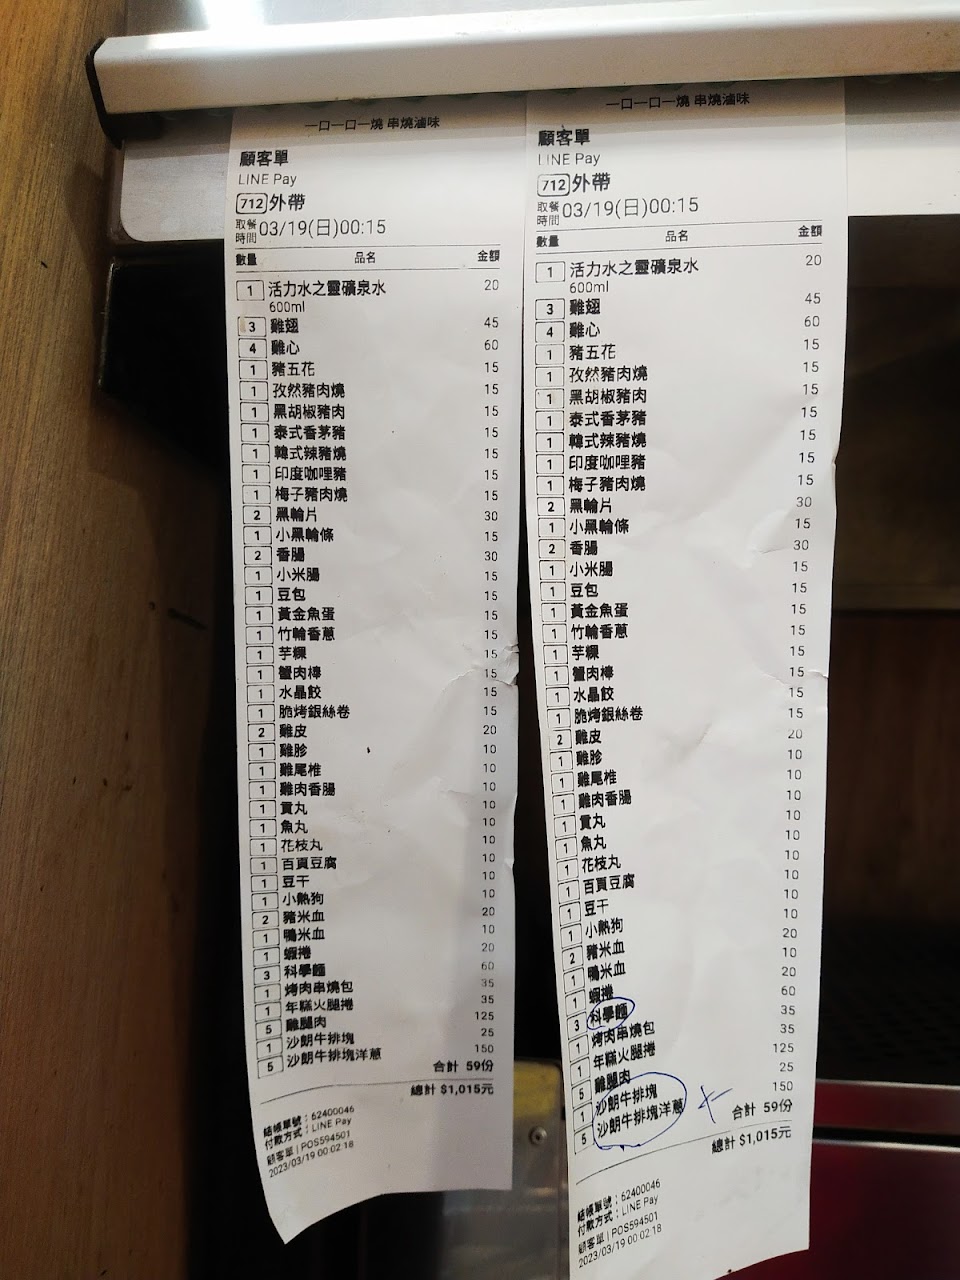 一口一口一燒 串燒滷味
顧客單
LINE Pay
712 外帶
取餐時間 03/19(日)00:15
數量 品名 金額
1 活力水之靈礦泉水 20
600ml
3 雞翅 45
4 雞心 60
1 豬五花 15
1 孜然豬肉燒 15
1 黑胡椒豬肉 15
1 泰式香茅豬 15
1 韓式辣豬燒 15
1 印度咖哩豬 15
1 梅子豬肉燒 15
2 黑輪片 30
1 小黑輪條 15
2 香腸 30
1 小米腸 15
1 豆包 15
1 黃金魚蛋 15
1 竹輪香蔥 15
1 芋粿 15
1 蟹肉棒 15
1 水晶餃 15
1 脆烤銀絲卷 15
2 雞皮 20
1 雞胗 10
1 雞尾椎 10
1 雞肉香腸 10
1 貢丸 10
1 魚丸 10
1 花枝丸 10
1 百頁豆腐 10
1 豆干 10
1 小熱狗 10
2 豬米血 20
1 鴨米血 10
1 蝦捲 20
3 科學麵 60
1 烤肉串燒包 35
1 年糕火腿捲 35
5 雞腿肉 125
1 沙朗牛排塊 25
5 沙朗牛排塊洋蔥 150
合計 59份
總計 $1,015元
結帳單號：62400046
付款方式：LINE Pay
顧客單 | POS594501
2023/03/19 00:02:18
一口一口一燒 串燒滷味
顧客單
LINE Pay
712 外帶
取餐時間 03/19(日)00:15
數量 品名 金額
1 活力水之靈礦泉水 20
600ml
3 雞翅 45
4 雞心 60
1 豬五花 15
1 孜然豬肉燒 15
1 黑胡椒豬肉 15
1 泰式香茅豬 15
1 韓式辣豬燒 15
1 印度咖哩豬 15
1 梅子豬肉燒 15
2 黑輪片 30
1 小黑輪條 15
2 香腸 30
1 小米腸 15
1 豆包 15
1 黃金魚蛋 15
1 竹輪香蔥 15
1 芋粿 15
1 蟹肉棒 15
1 水晶餃 15
1 脆烤銀絲卷 15
2 雞皮 20
1 雞胗 10
1 雞尾椎 10
1 雞肉香腸 10
1 貢丸 10
1 魚丸 10
1 花枝丸 10
1 百頁豆腐 10
1 豆干 10
1 小熱狗 10
2 豬米血 20
1 鴨米血 10
1 蝦捲 20
3 科學麵 60
1 烤肉串燒包 35
1 年糕火腿捲 35
5 雞腿肉 125
1 沙朗牛排塊 25
5 沙朗牛排塊洋蔥 150
合計 59份
總計 $1,015元
結帳單號：62400046
付款方式：LINE Pay
顧客單 | POS594501
2023/03/19 00:02:18